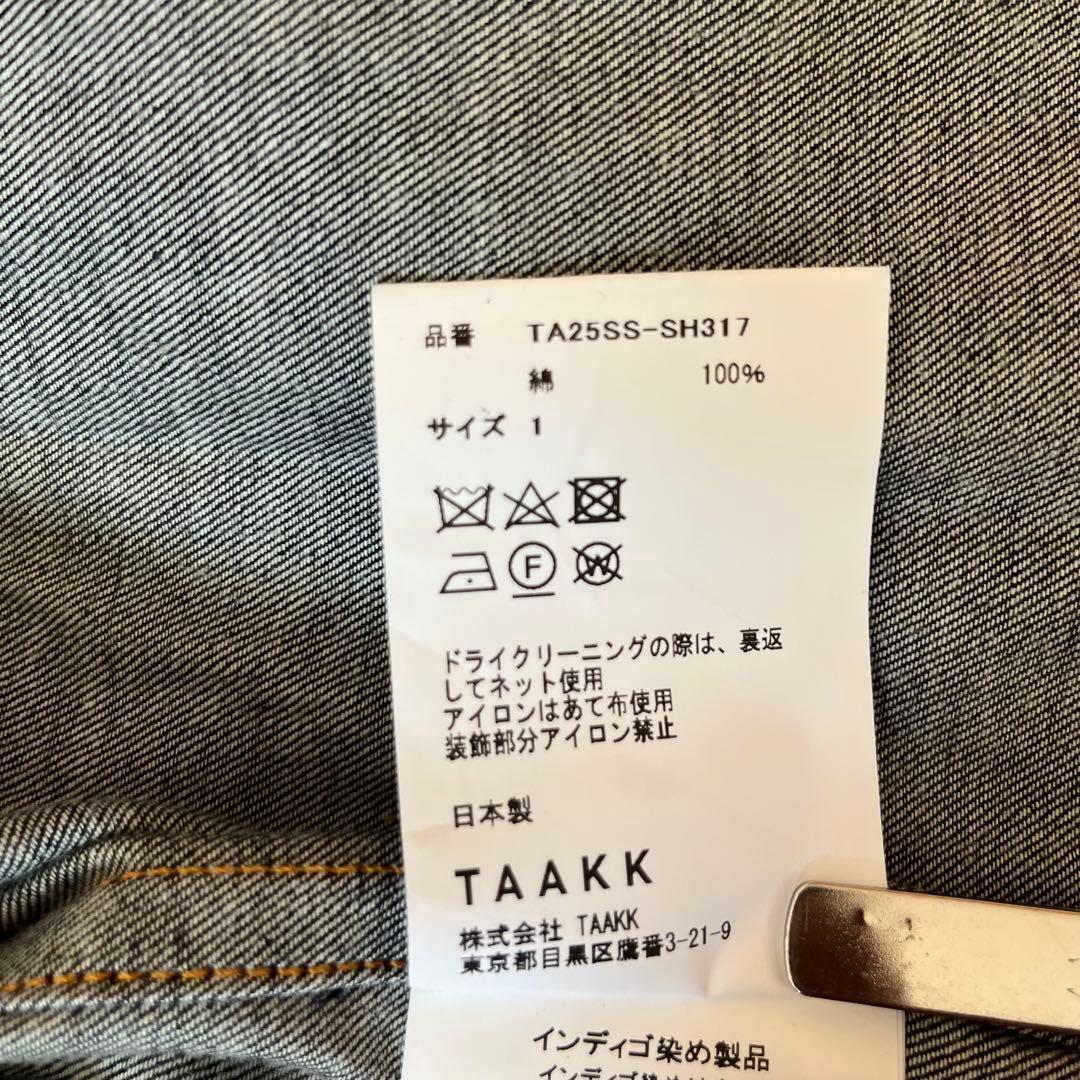 品番 TA25SS-SH317
綿 100%
サイズ 1
F
W
ドライクリーニングの際は、裏返
してネット使用
アイロンはあて布使用
装飾部分アイロン禁止
日本製
TAAKK
株式会社 TAAKK
東京都目黒区鷹番3-21-9
インディゴ染め製品